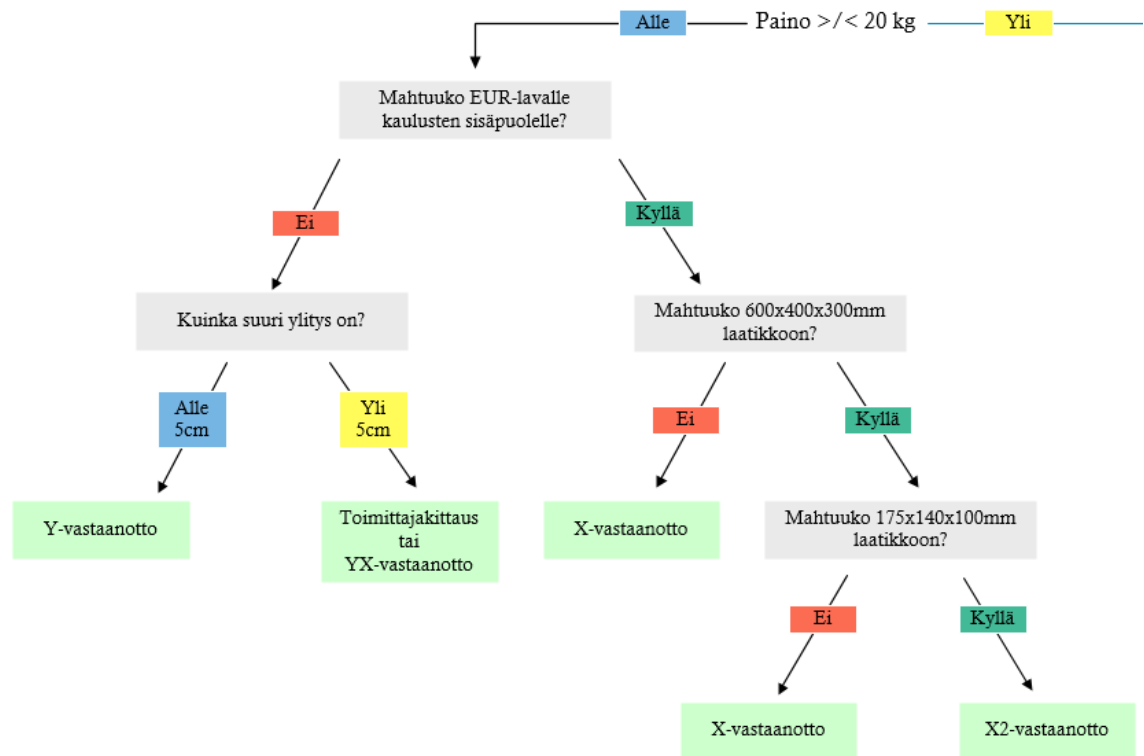 Alle
Paino >/< 20 kg
Yli
Mahtuuko EUR-lavalle
kaulusten sisäpuolelle?
Ei
Kyllä
Kuinka suuri ylitys on?
Mahtuuko 600x400x300mm
laatikkoon?
Alle
5cm
Yli
5cm
Ei
Kyllä
Y-vastaanotto
Toimittajakittaus
tai
YX-vastaanotto
X-vastaanotto
Mahtuuko 175x140x100mm
laatikkoon?
Ei
Kyllä
X-vastaanotto
X2-vastaanotto